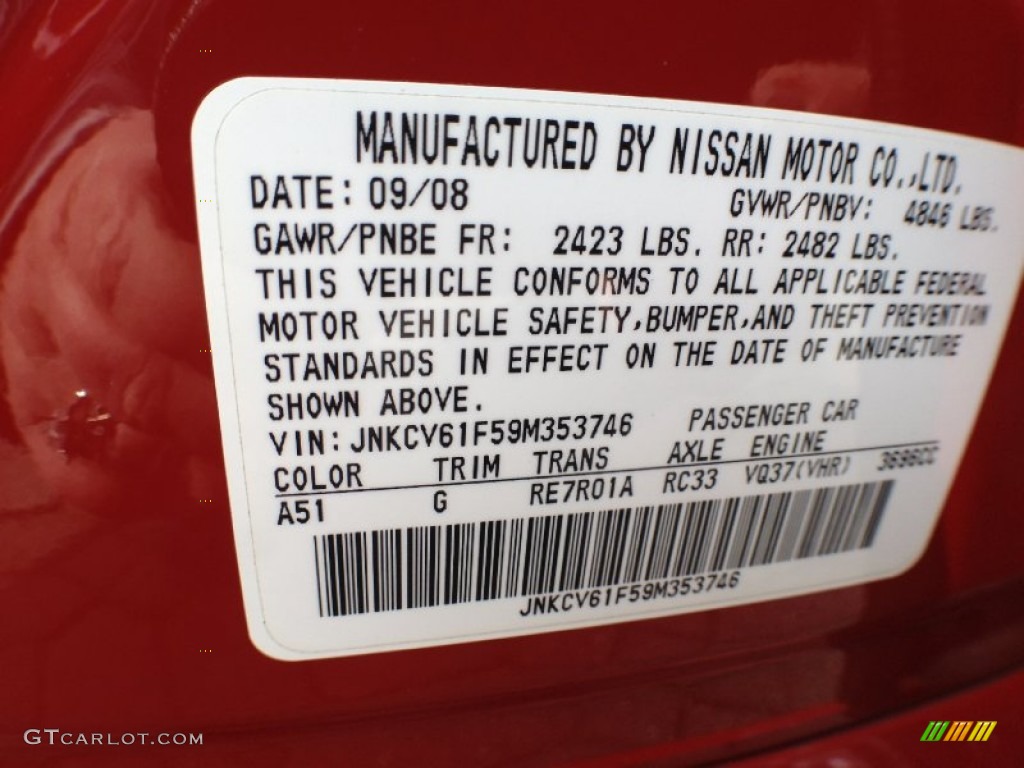 MANUFACTURED BY NISSAN MOTOR CO.,LTD.
DATE: 09/08 GVWR/PNBV: 4846 LBS.
GAWR/PNBE FR: 2423 LBS. RR: 2482 LBS.
THIS VEHICLE CONFORMS TO ALL APPLICABLE FEDERAL
MOTOR VEHICLE SAFETY,BUMPER,AND THEFT PREVENTION
STANDARDS IN EFFECT ON THE DATE OF MANUFACTURE
SHOWN ABOVE.
VIN: JNKCV61F59M353746 PASSENGER CAR
COLOR TRIM TRANS AXLE ENGINE
A51 G RE7R01A RC33 VQ37(VHR) 3696CC
JNKCV61F59M353746
GTCARLOT.COM